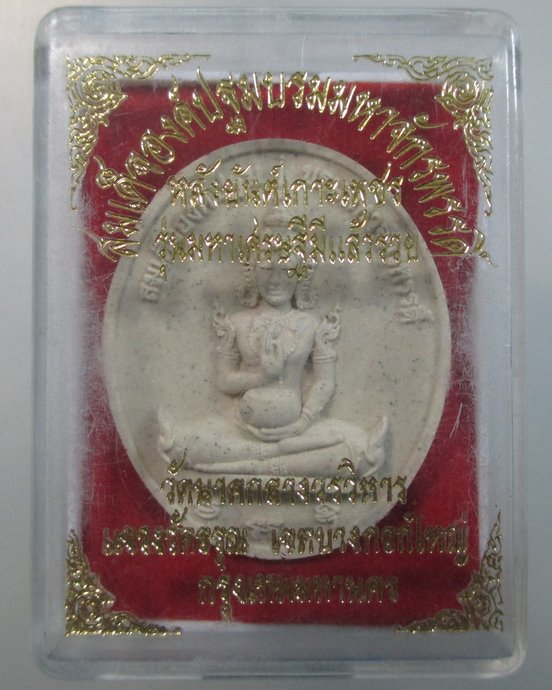 สมเด็จองค์ปฐมบรมมหาจักรพรรดิ
หลังยันต์เกาะเพชร
รุ่นมหาเศรษฐีมีแล้วรวย
วัดนาคกลางวรวิหาร
แขวงวัดอรุณ เขตบางกอกใหญ่
กรุงเทพมหานคร